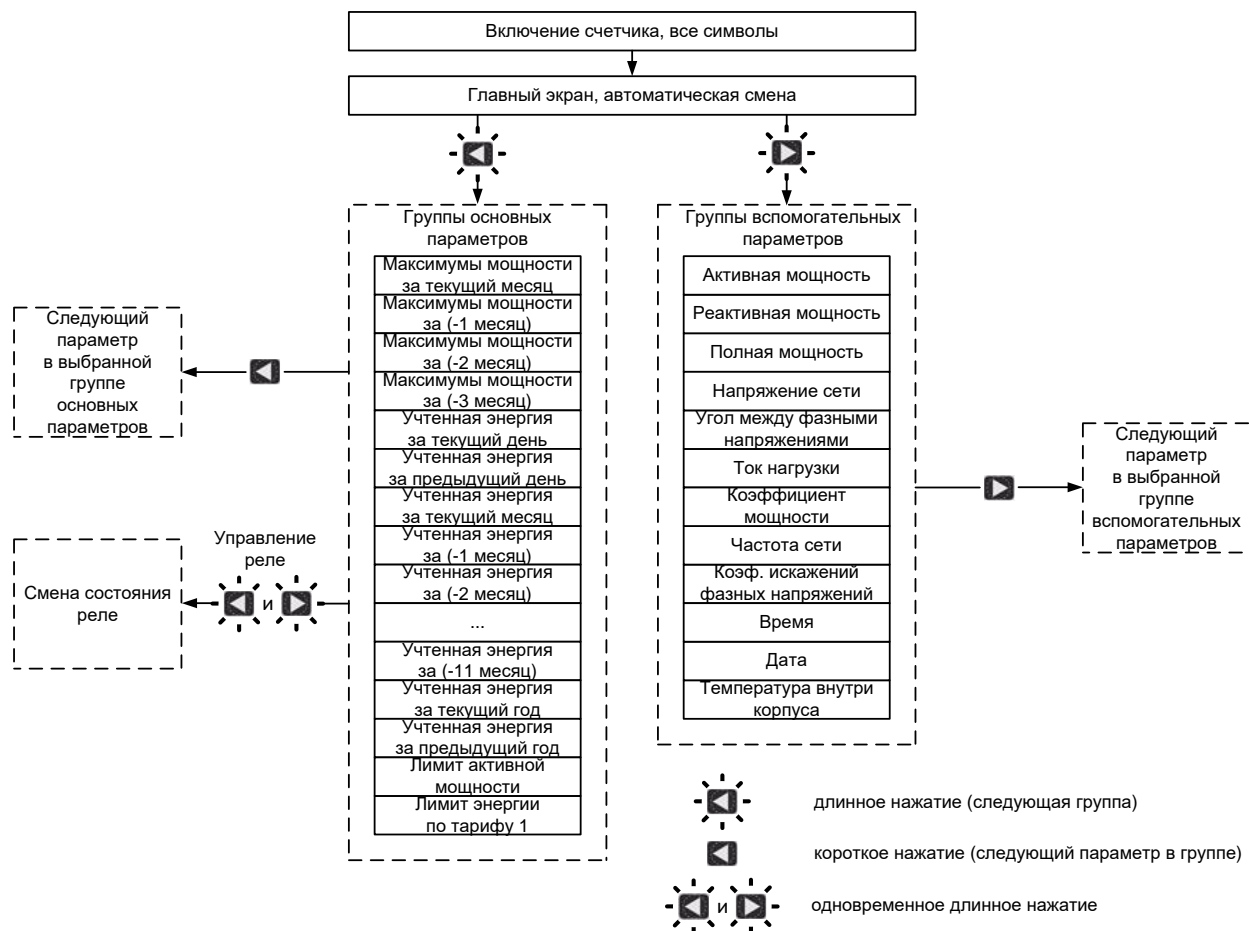 Включение счетчика, все символы
Главный экран, автоматическая смена
Группы основных
параметров
Максимумы мощности
за текущий месяц
Максимумы мощности
за (-1 месяц)
Максимумы мощности
за (-2 месяц)
Максимумы мощности
за (-3 месяц)
Учтенная энергия
за текущий день
Учтенная энергия
за предыдущий день
Учтенная энергия
за текущий месяц
Учтенная энергия
за (-1 месяц)
Учтенная энергия
за (-2 месяц)
...
Учтенная энергия
за (-11 месяц)
Учтенная энергия
за текущий год
Учтенная энергия
за предыдущий год
Лимит активной
мощности
Лимит энергии
по тарифу 1
Группы вспомогательных
параметров
Активная мощность
Реактивная мощность
Полная мощность
Напряжение сети
Угол между фазными
напряжениями
Ток нагрузки
Коэффициент
мощности
Частота сети
Коэф. искажений
фазных напряжений
Время
Дата
Температура внутри
корпуса
Следующий
параметр
в выбранной
группе
основных
параметров
Управление
реле
и
Смена состояния
реле
Следующий
параметр
в выбранной
группе
вспомогательных
параметров
длинное нажатие (следующая группа)
короткое нажатие (следующий параметр в группе)
и
одновременное длинное нажатие